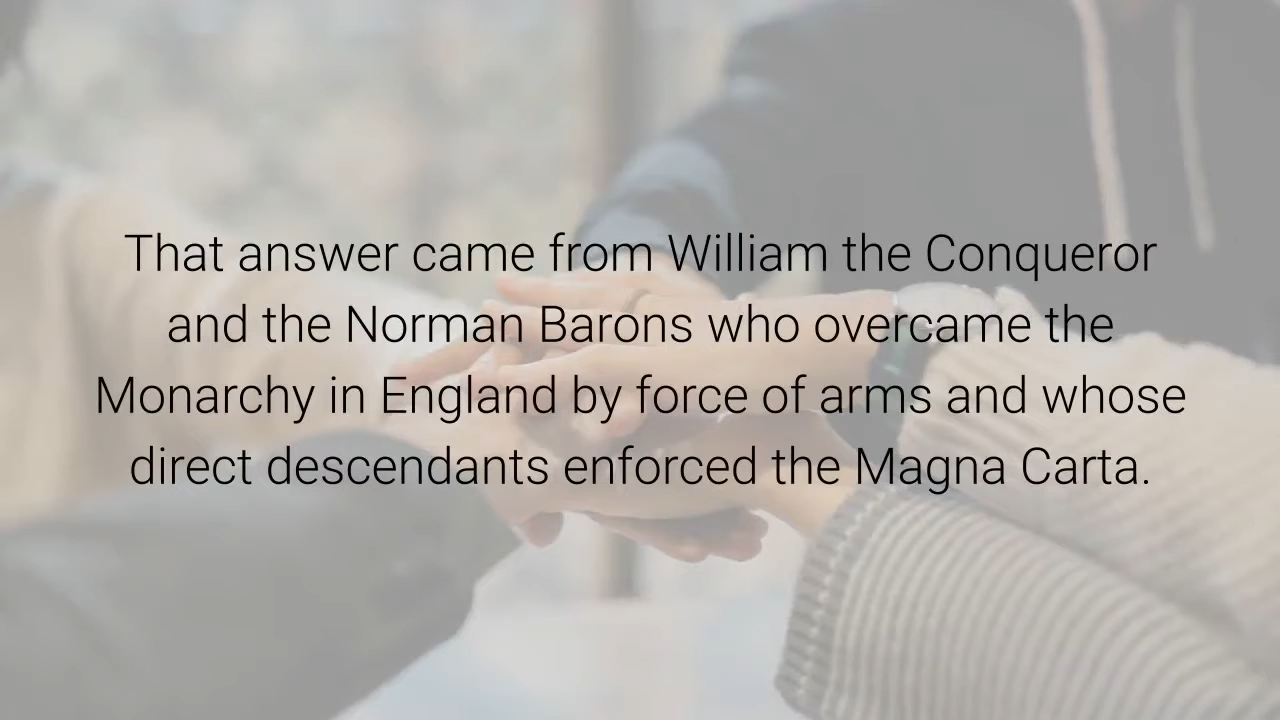 That answer came from William the Conqueror
and the Norman Barons who overcame the
Monarchy in England by force of arms and whose
direct descendants enforced the Magna Carta.